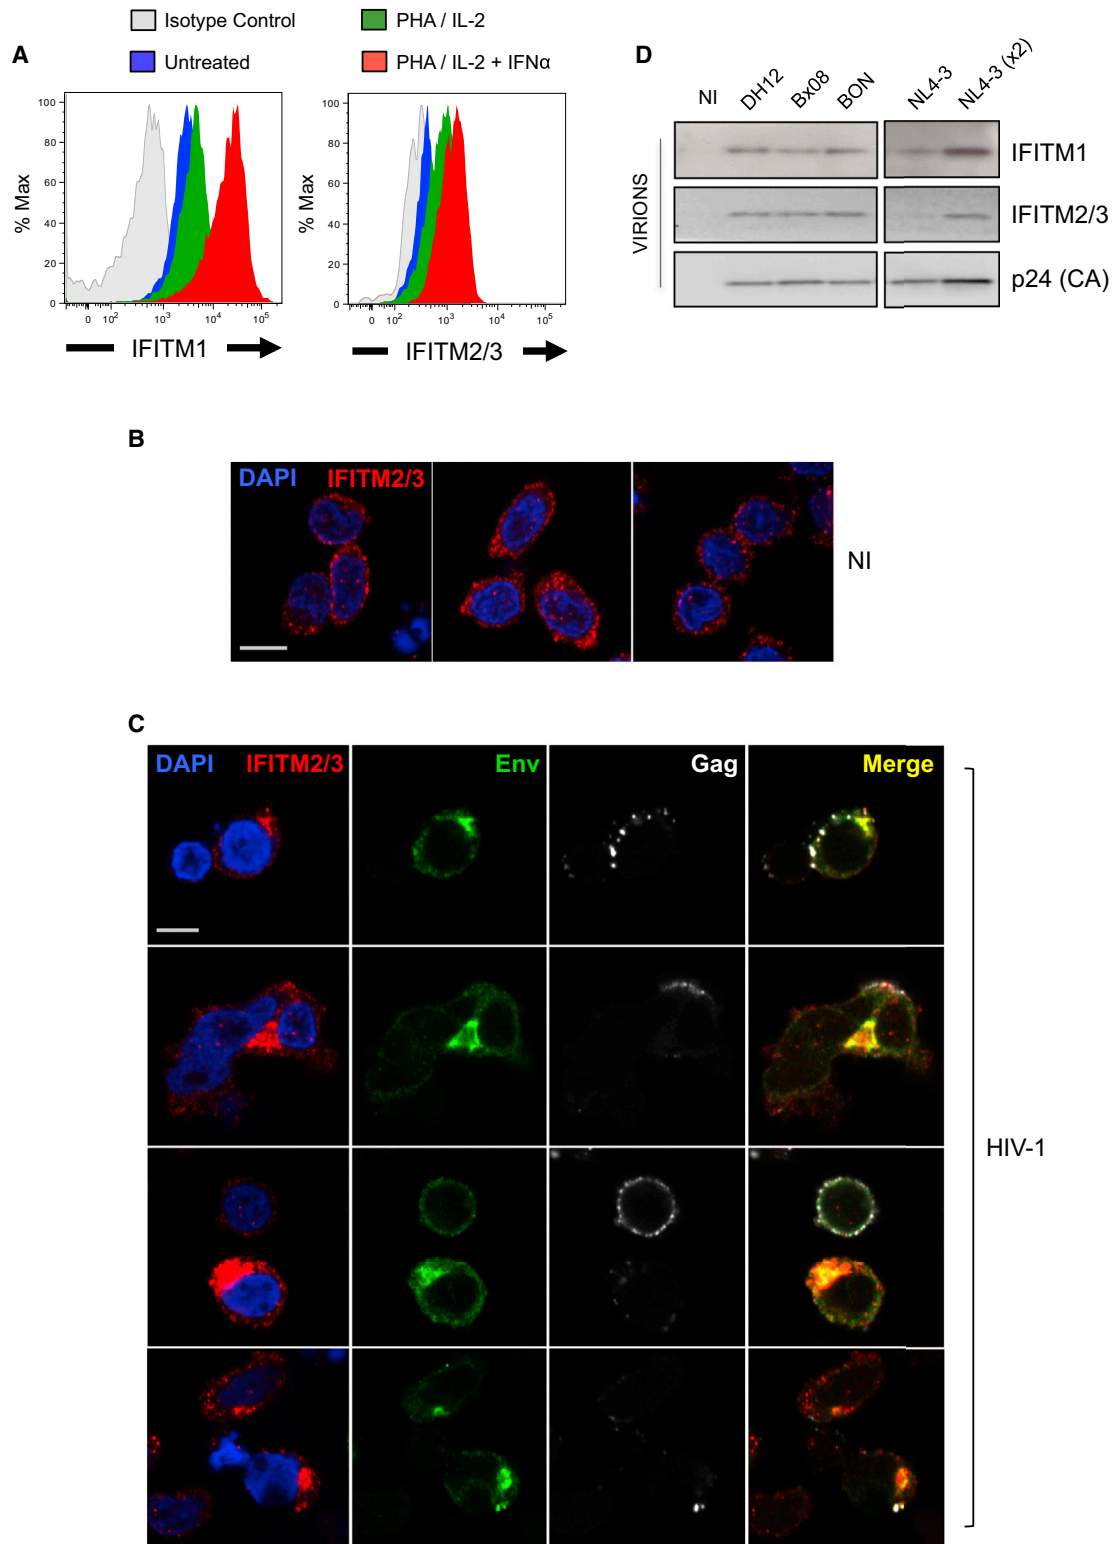 Isotype Control
PHA / IL-2
Untreated
PHA / IL-2 + IFNα
A
% Max
100
80
60
40
20
0
0 10² 10³ 10⁴ 10⁵
IFITM1
% Max
100
80
60
40
20
0
0 10² 10³ 10⁴ 10⁵
IFITM2/3
D
NI DH12 Bx08 BON NL4-3 NL4-3 (x2)
VIRIONS
IFITM1
IFITM2/3
p24 (CA)
B
DAPI IFITM2/3
NI
C
DAPI IFITM2/3 Env Gag Merge
HIV-1